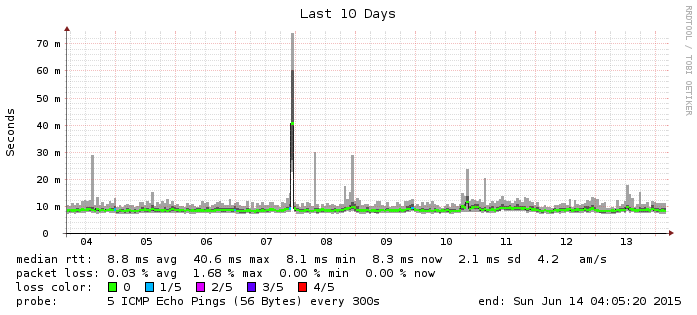 Last 10 Days
RRDTOOL / TOBI OETIKER
Seconds
70 m
60 m
50 m
40 m
30 m
20 m
10 m
0
04 05 06 07 08 09 10 11 12 13
median rtt: 8.8 ms avg 40.6 ms max 8.1 ms min 8.3 ms now 2.1 ms sd 4.2 am/s
packet loss: 0.03 % avg 1.68 % max 0.00 % min 0.00 % now
loss color: 0 1/5 2/5 3/5 4/5
probe: 5 ICMP Echo Pings (56 Bytes) every 300s end: Sun Jun 14 04:05:20 2015